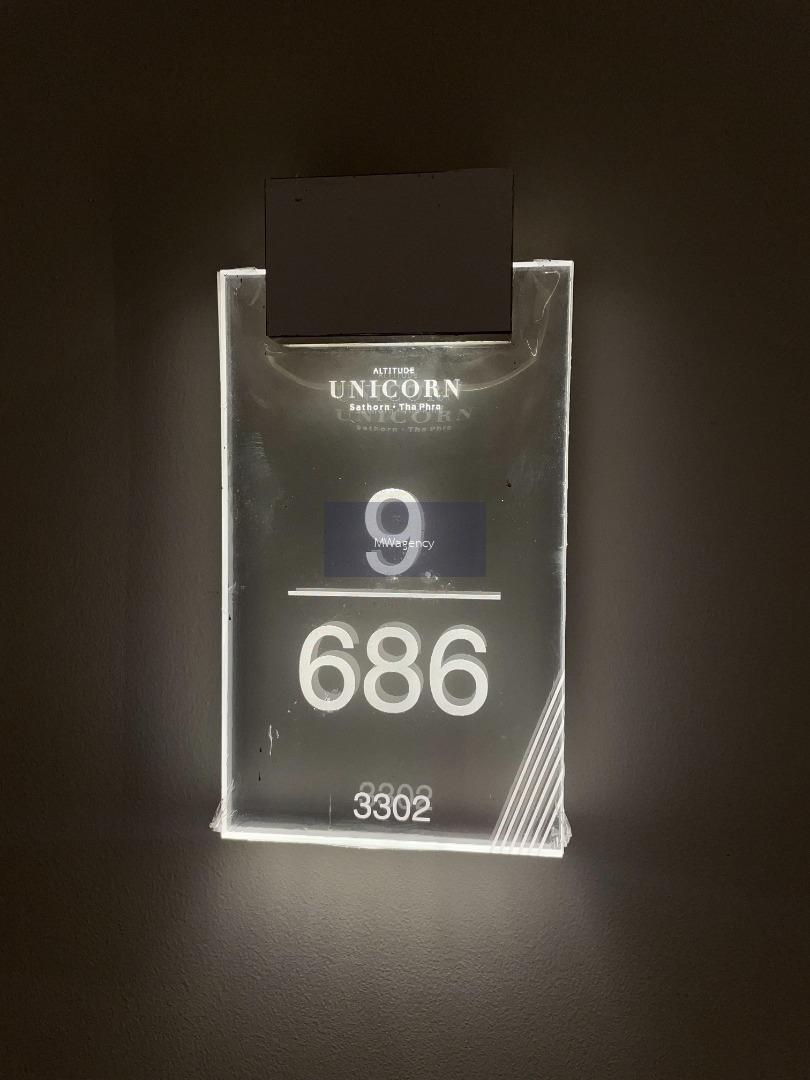 ALTITUDE
UNICORN
Sathorn • Tha Phra
9
MWagency
686
3302